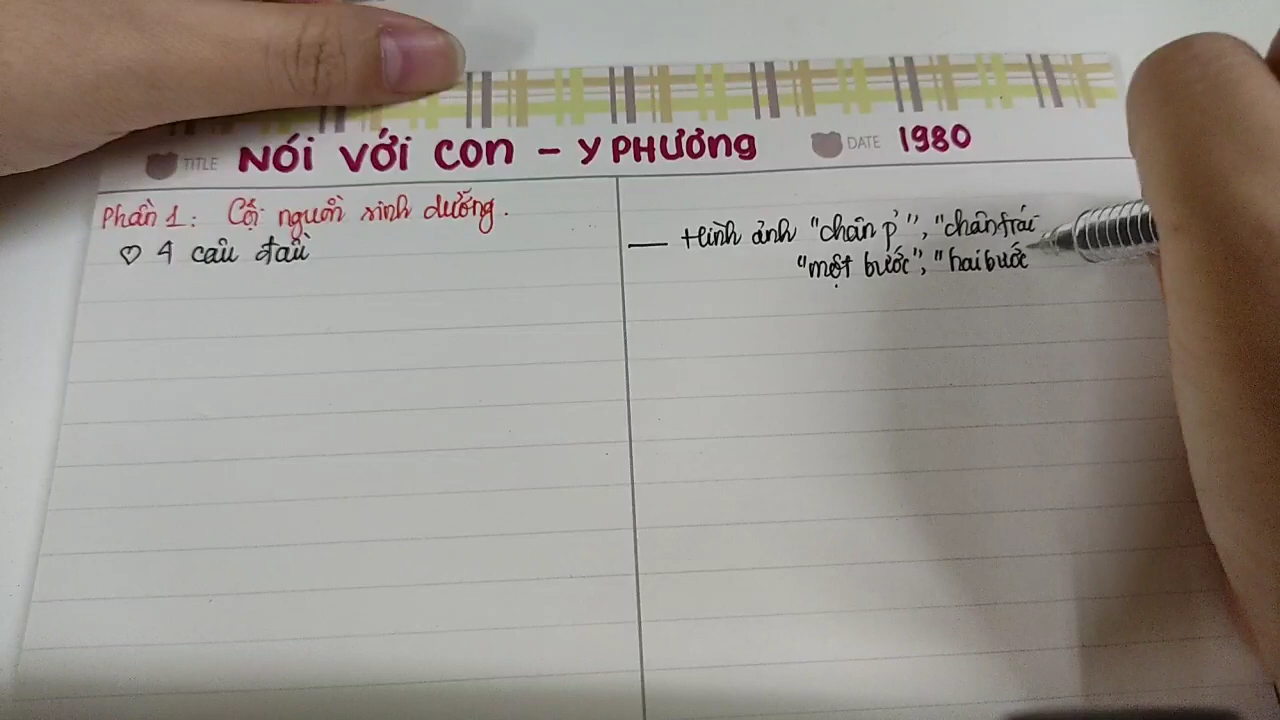 TITLE NÓI VỚI CON - Y PHƯƠNG DATE 1980
Phần 1: Cội nguồn sinh dưỡng.
♡ 4 câu đầu
— Hình ảnh "chân p'", "chân trái
"một bước", "hai bước